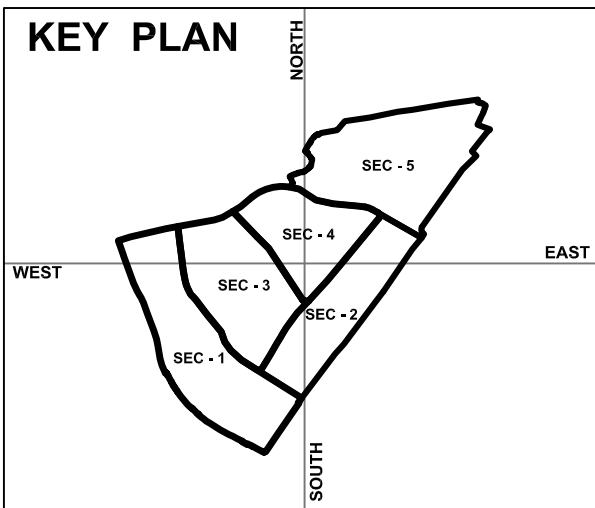 KEY PLAN
NORTH
SEC - 5
SEC - 4
EAST
WEST
SEC - 3
SEC - 2
SEC - 1
SOUTH